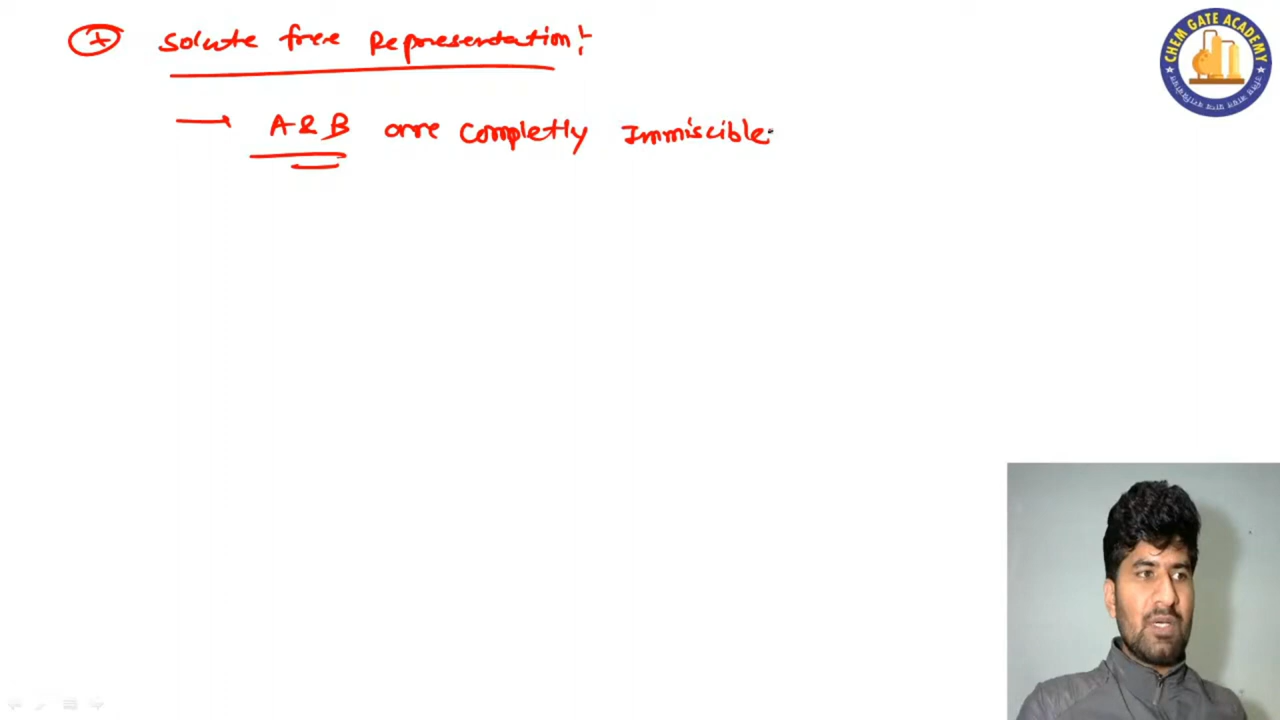 * Solute free Representation:-
→ A & B are completly Immiscible
CHEM GATE ACADEMY